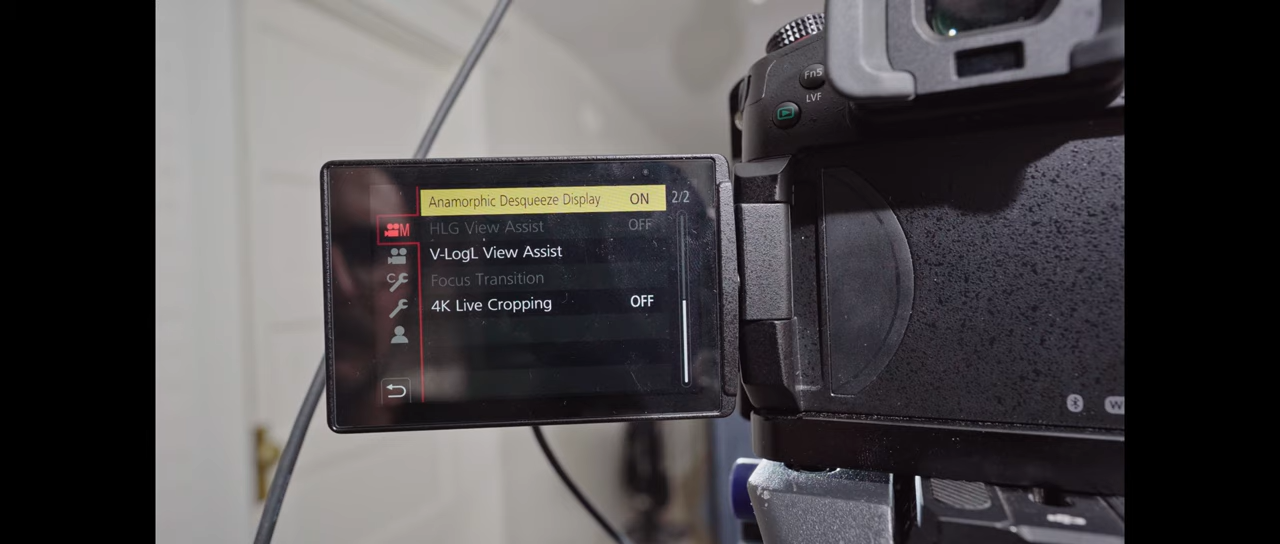 Fn5
LVF
Anamorphic Desqueeze Display ON 2/2
HLG View Assist OFF
M
V-LogL View Assist
C
Focus Transition
4K Live Cropping OFF
W